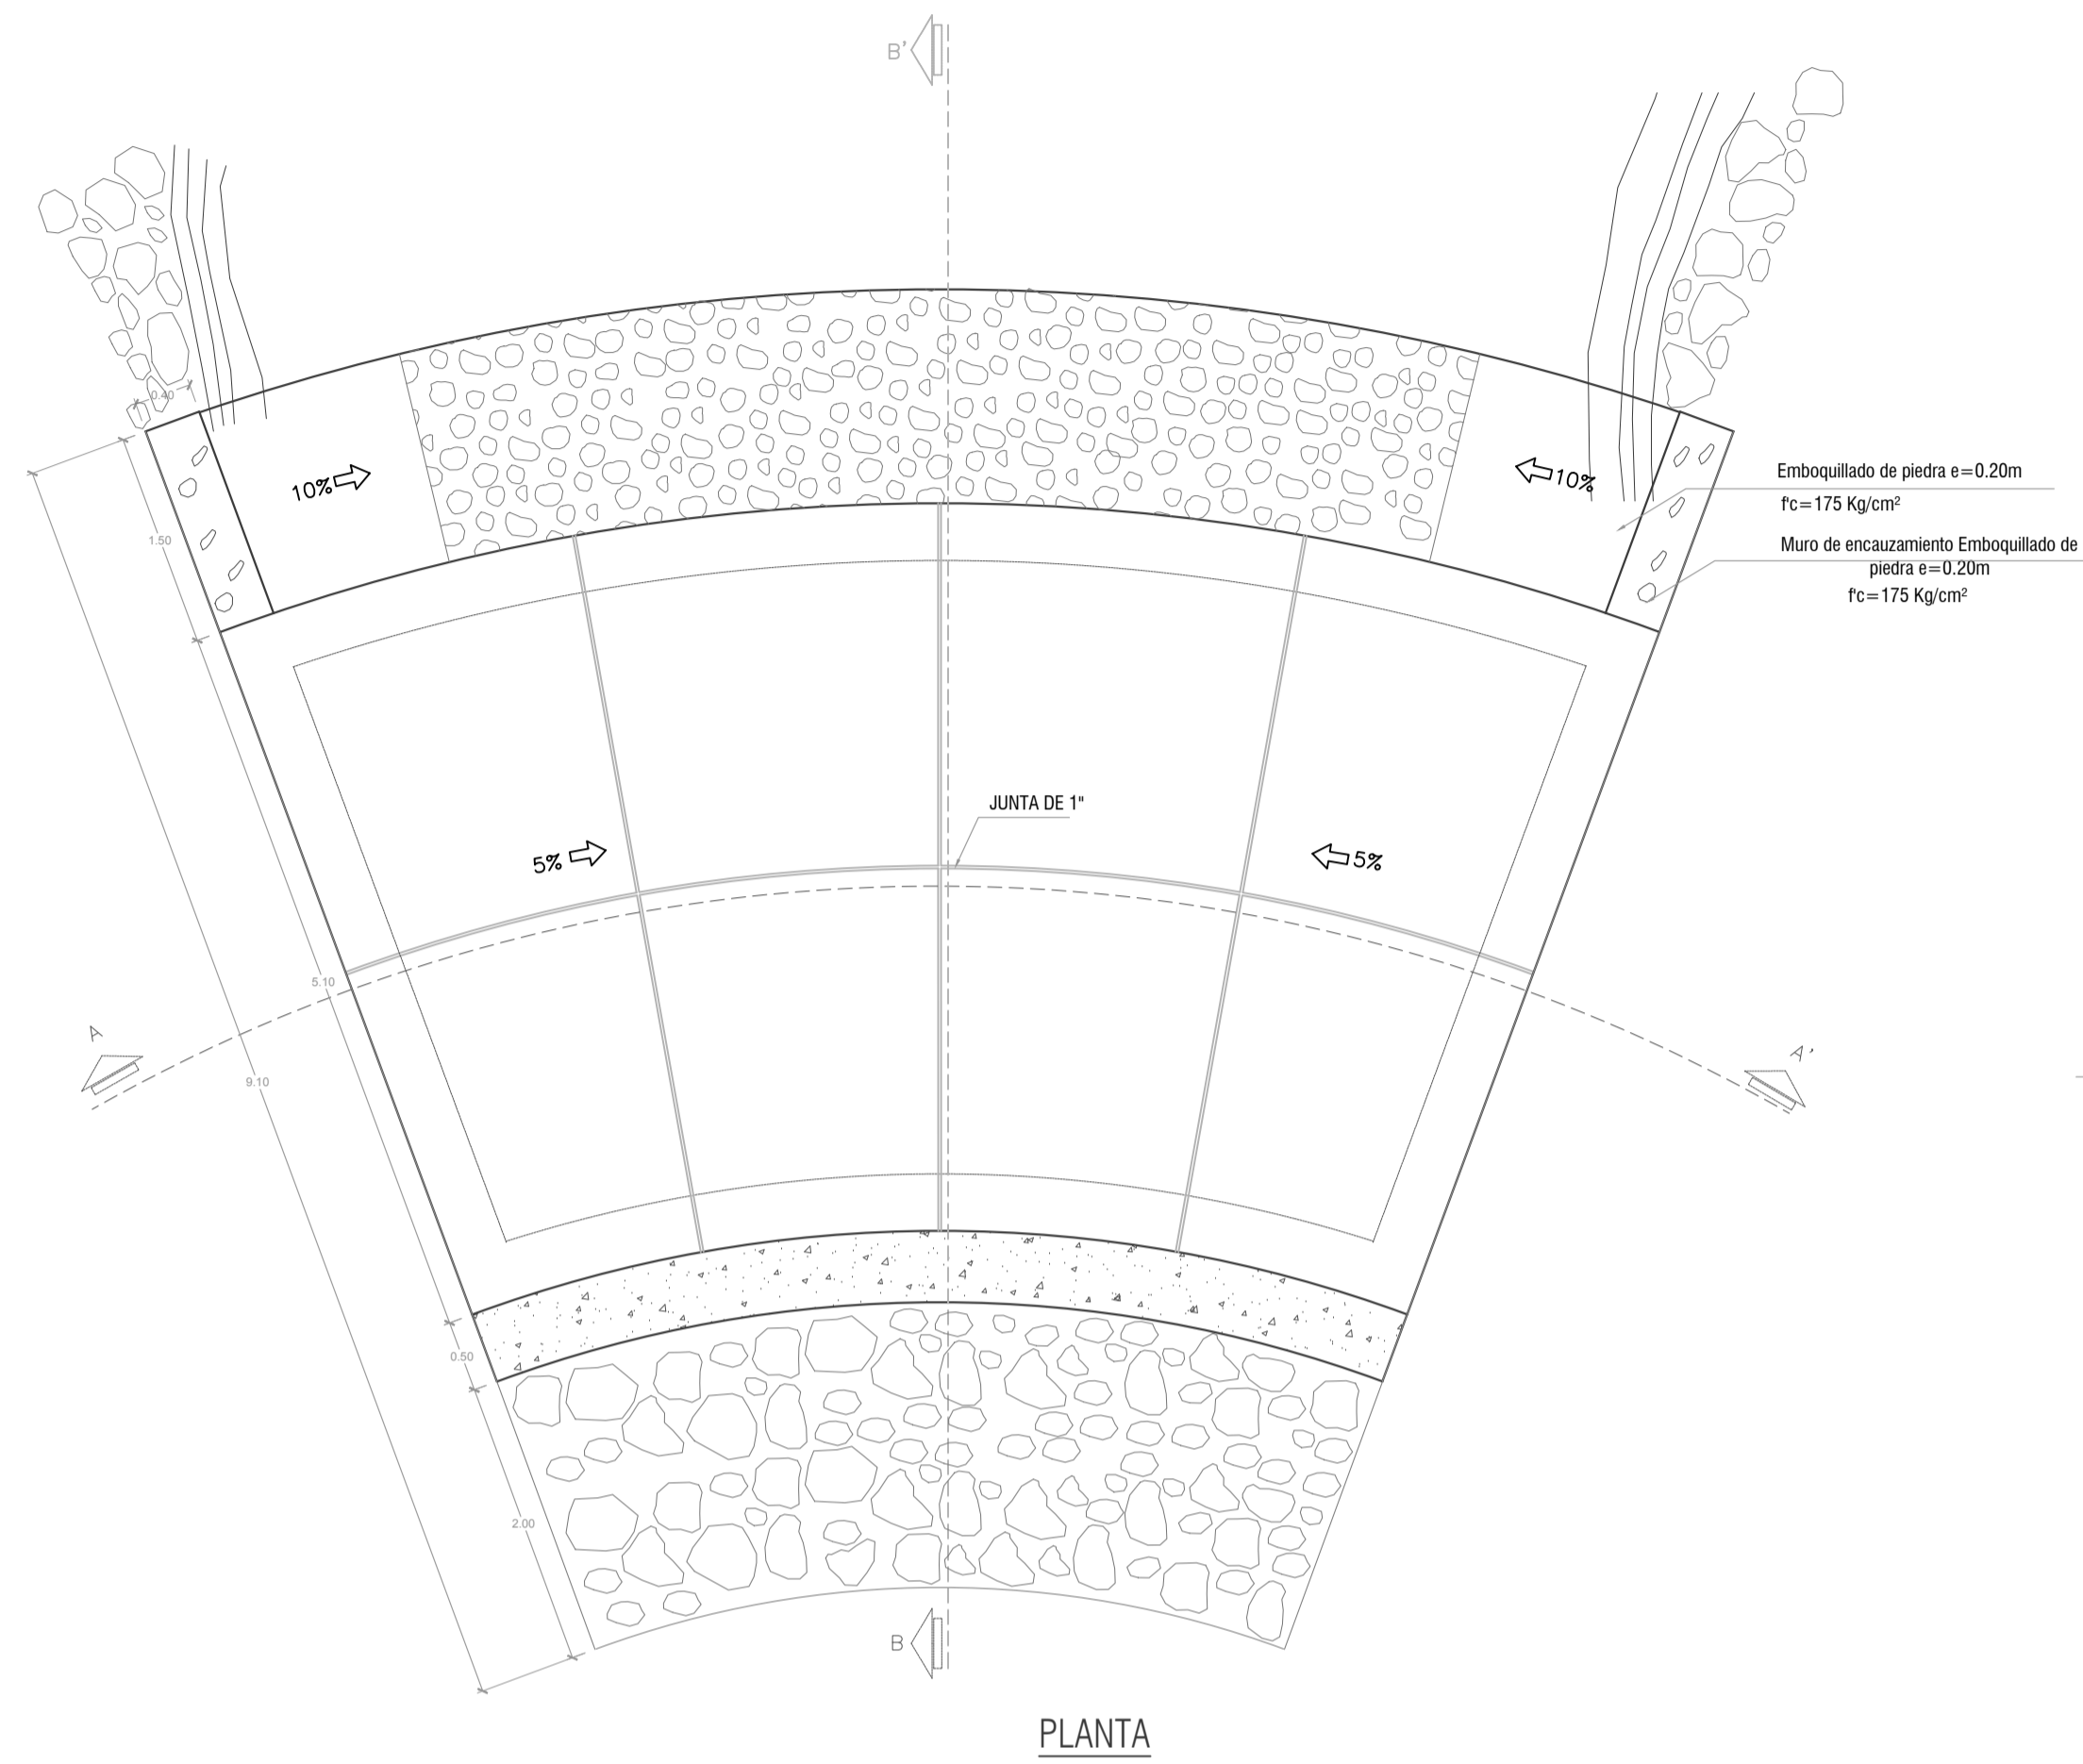 B'
0.40
10%
10%
Emboquillado de piedra e=0.20m
f'c=175 Kg/cm²
1.50
Muro de encauzamiento Emboquillado de
piedra e=0.20m
f'c=175 Kg/cm²
JUNTA DE 1"
5%
5%
5.10
A
A'
9.10
0.50
2.00
B
PLANTA